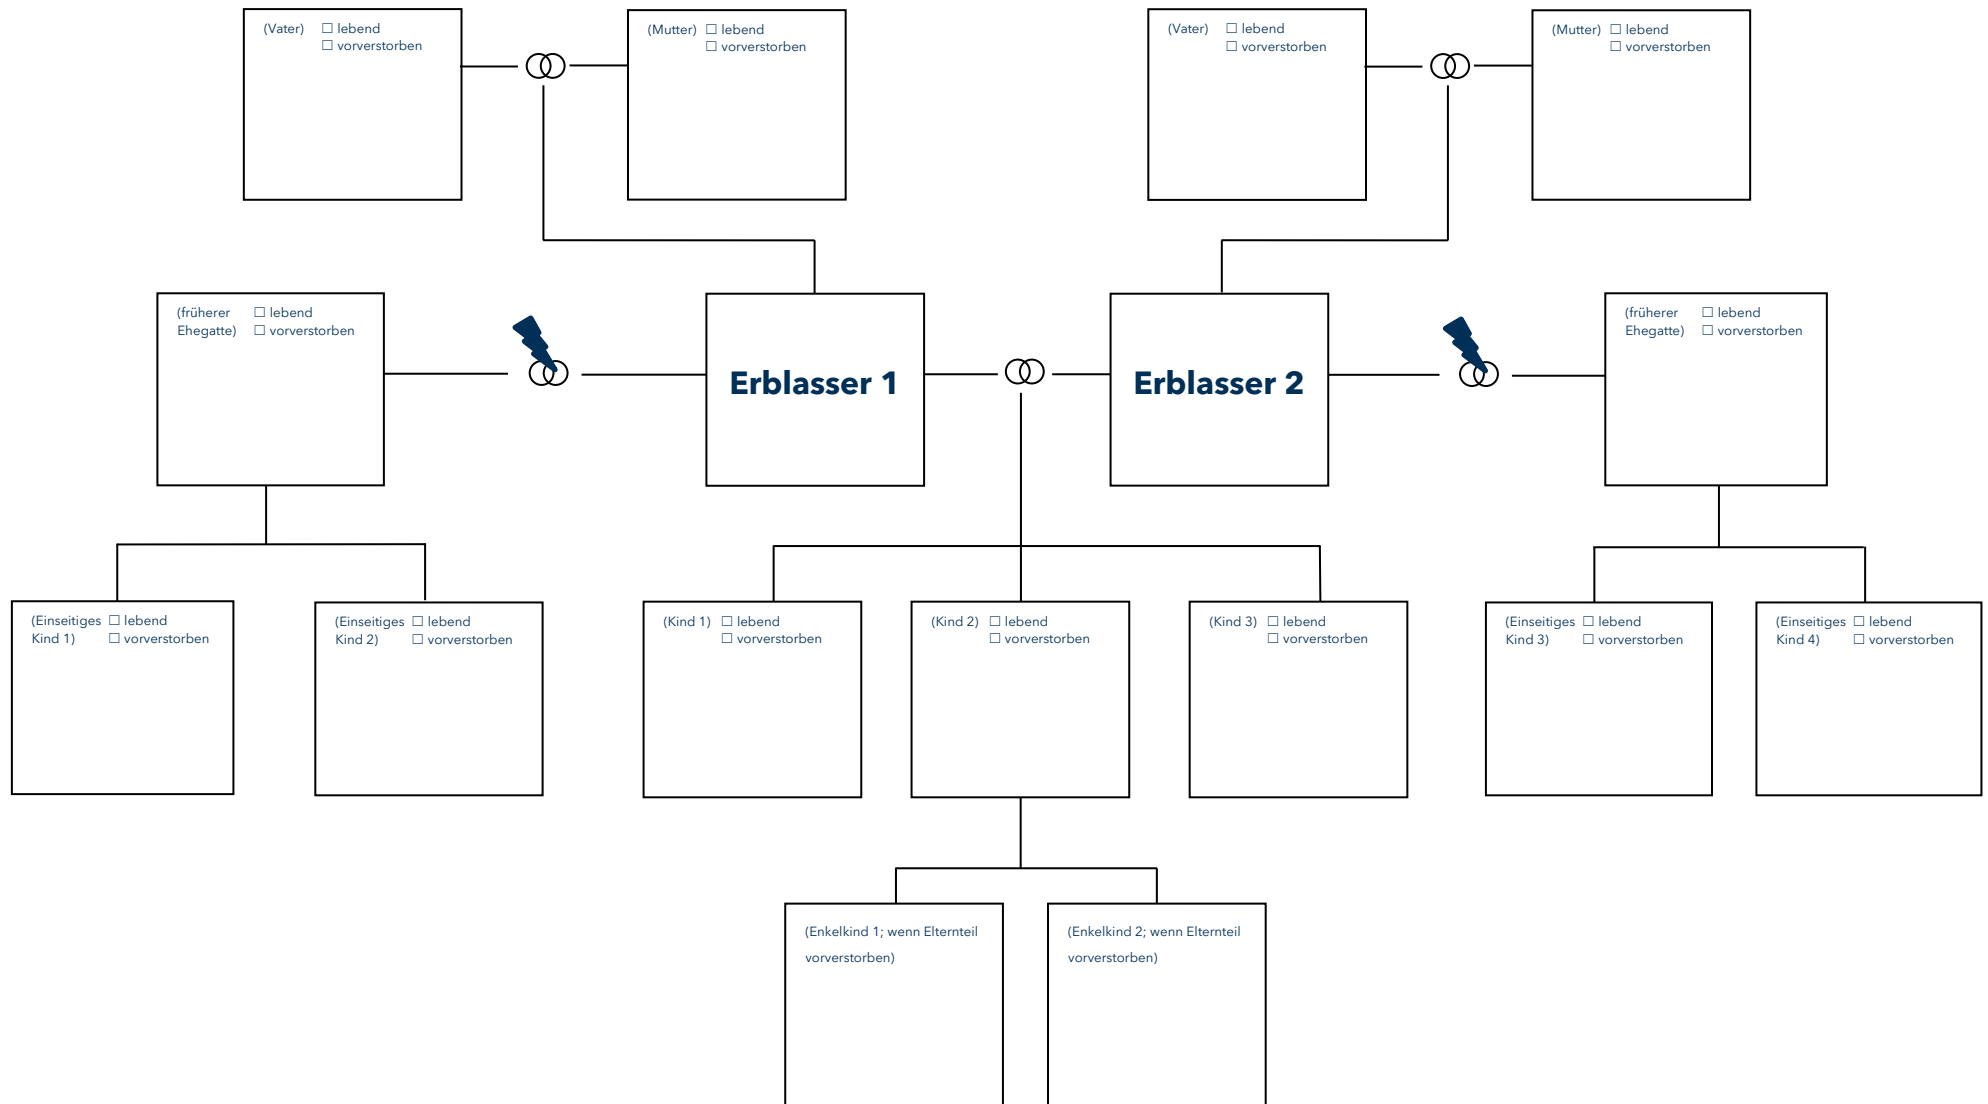 (Vater) ☐ lebend
☐ vorverstorben
(Mutter) ☐ lebend
☐ vorverstorben
(Vater) ☐ lebend
☐ vorverstorben
(Mutter) ☐ lebend
☐ vorverstorben
(früherer ☐ lebend
Ehegatte) ☐ vorverstorben
Erblasser 1
Erblasser 2
(früherer ☐ lebend
Ehegatte) ☐ vorverstorben
(Einseitiges ☐ lebend
Kind 1) ☐ vorverstorben
(Einseitiges ☐ lebend
Kind 2) ☐ vorverstorben
(Kind 1) ☐ lebend
☐ vorverstorben
(Kind 2) ☐ lebend
☐ vorverstorben
(Kind 3) ☐ lebend
☐ vorverstorben
(Einseitiges ☐ lebend
Kind 3) ☐ vorverstorben
(Einseitiges ☐ lebend
Kind 4) ☐ vorverstorben
(Enkelkind 1; wenn Elternteil
vorverstorben)
(Enkelkind 2; wenn Elternteil
vorverstorben)